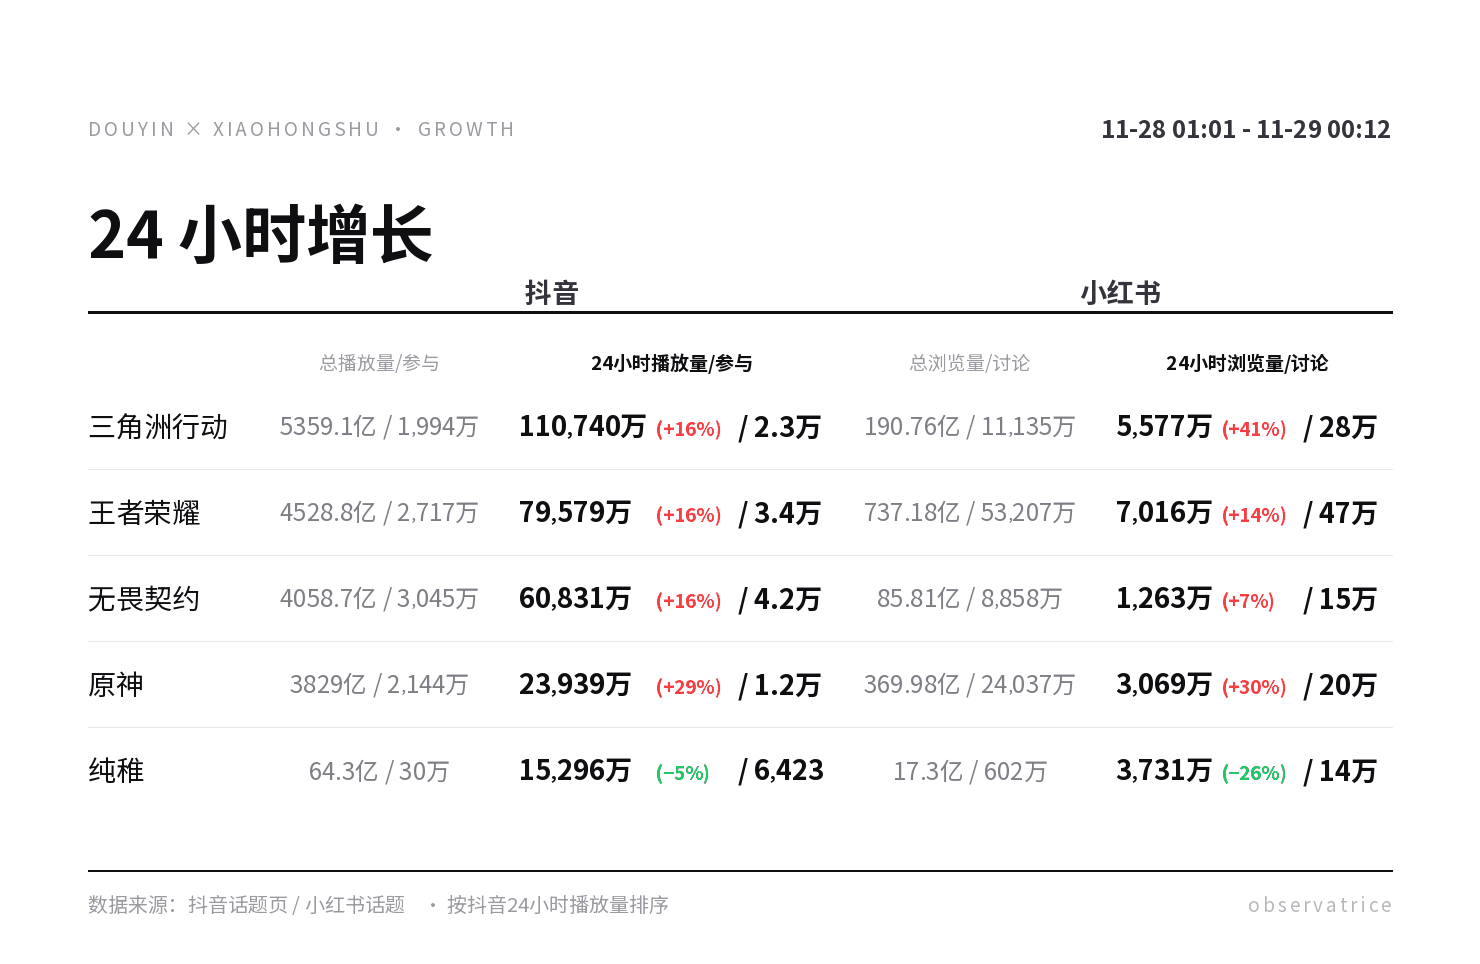 DOUYIN × XIAOHONGSHU · GROWTH 11-28 01:01 - 11-29 00:12
24 小时增长
抖音 小红书
总播放量/参与 24小时播放量/参与 总浏览量/讨论 24小时浏览量/讨论
三角洲行动 5359.1亿 / 1,994万 110,740万 (+16%) / 2.3万 190.76亿 / 11,135万 5,577万 (+41%) / 28万
王者荣耀 4528.8亿 / 2,717万 79,579万 (+16%) / 3.4万 737.18亿 / 53,207万 7,016万 (+14%) / 47万
无畏契约 4058.7亿 / 3,045万 60,831万 (+16%) / 4.2万 85.81亿 / 8,858万 1,263万 (+7%) / 15万
原神 3829亿 / 2,144万 23,939万 (+29%) / 1.2万 369.98亿 / 24,037万 3,069万 (+30%) / 20万
纯稚 64.3亿 / 30万 15,296万 (−5%) / 6,423 17.3亿 / 602万 3,731万 (−26%) / 14万
数据来源：抖音话题页 / 小红书话题 · 按抖音24小时播放量排序 observatrice